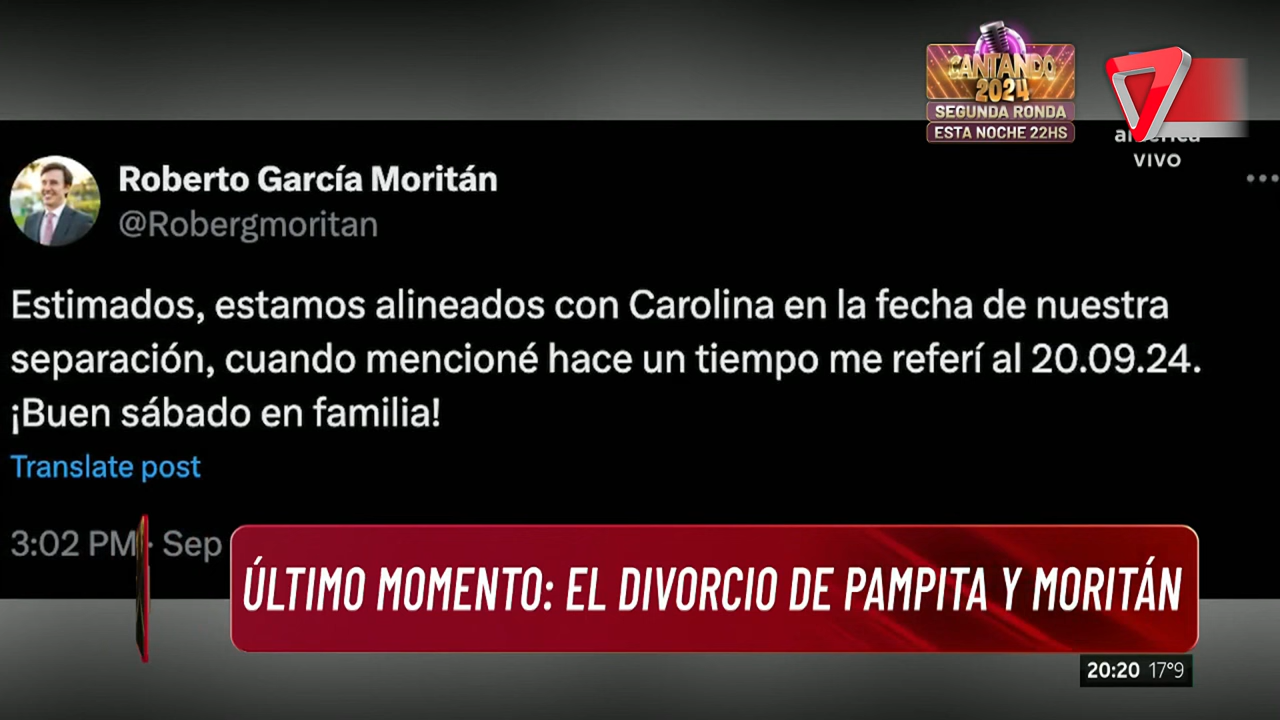 CANTANDO
2024
SEGUNDA RONDA
ESTA NOCHE 22HS
VIVO
Roberto García Moritán
@Robergmoritan
Estimados, estamos alineados con Carolina en la fecha de nuestra
separación, cuando mencioné hace un tiempo me referí al 20.09.24.
¡Buen sábado en familia!
Translate post
3:02 PM · Sep
ÚLTIMO MOMENTO: EL DIVORCIO DE PAMPITA Y MORITÁN
20:20 17°9